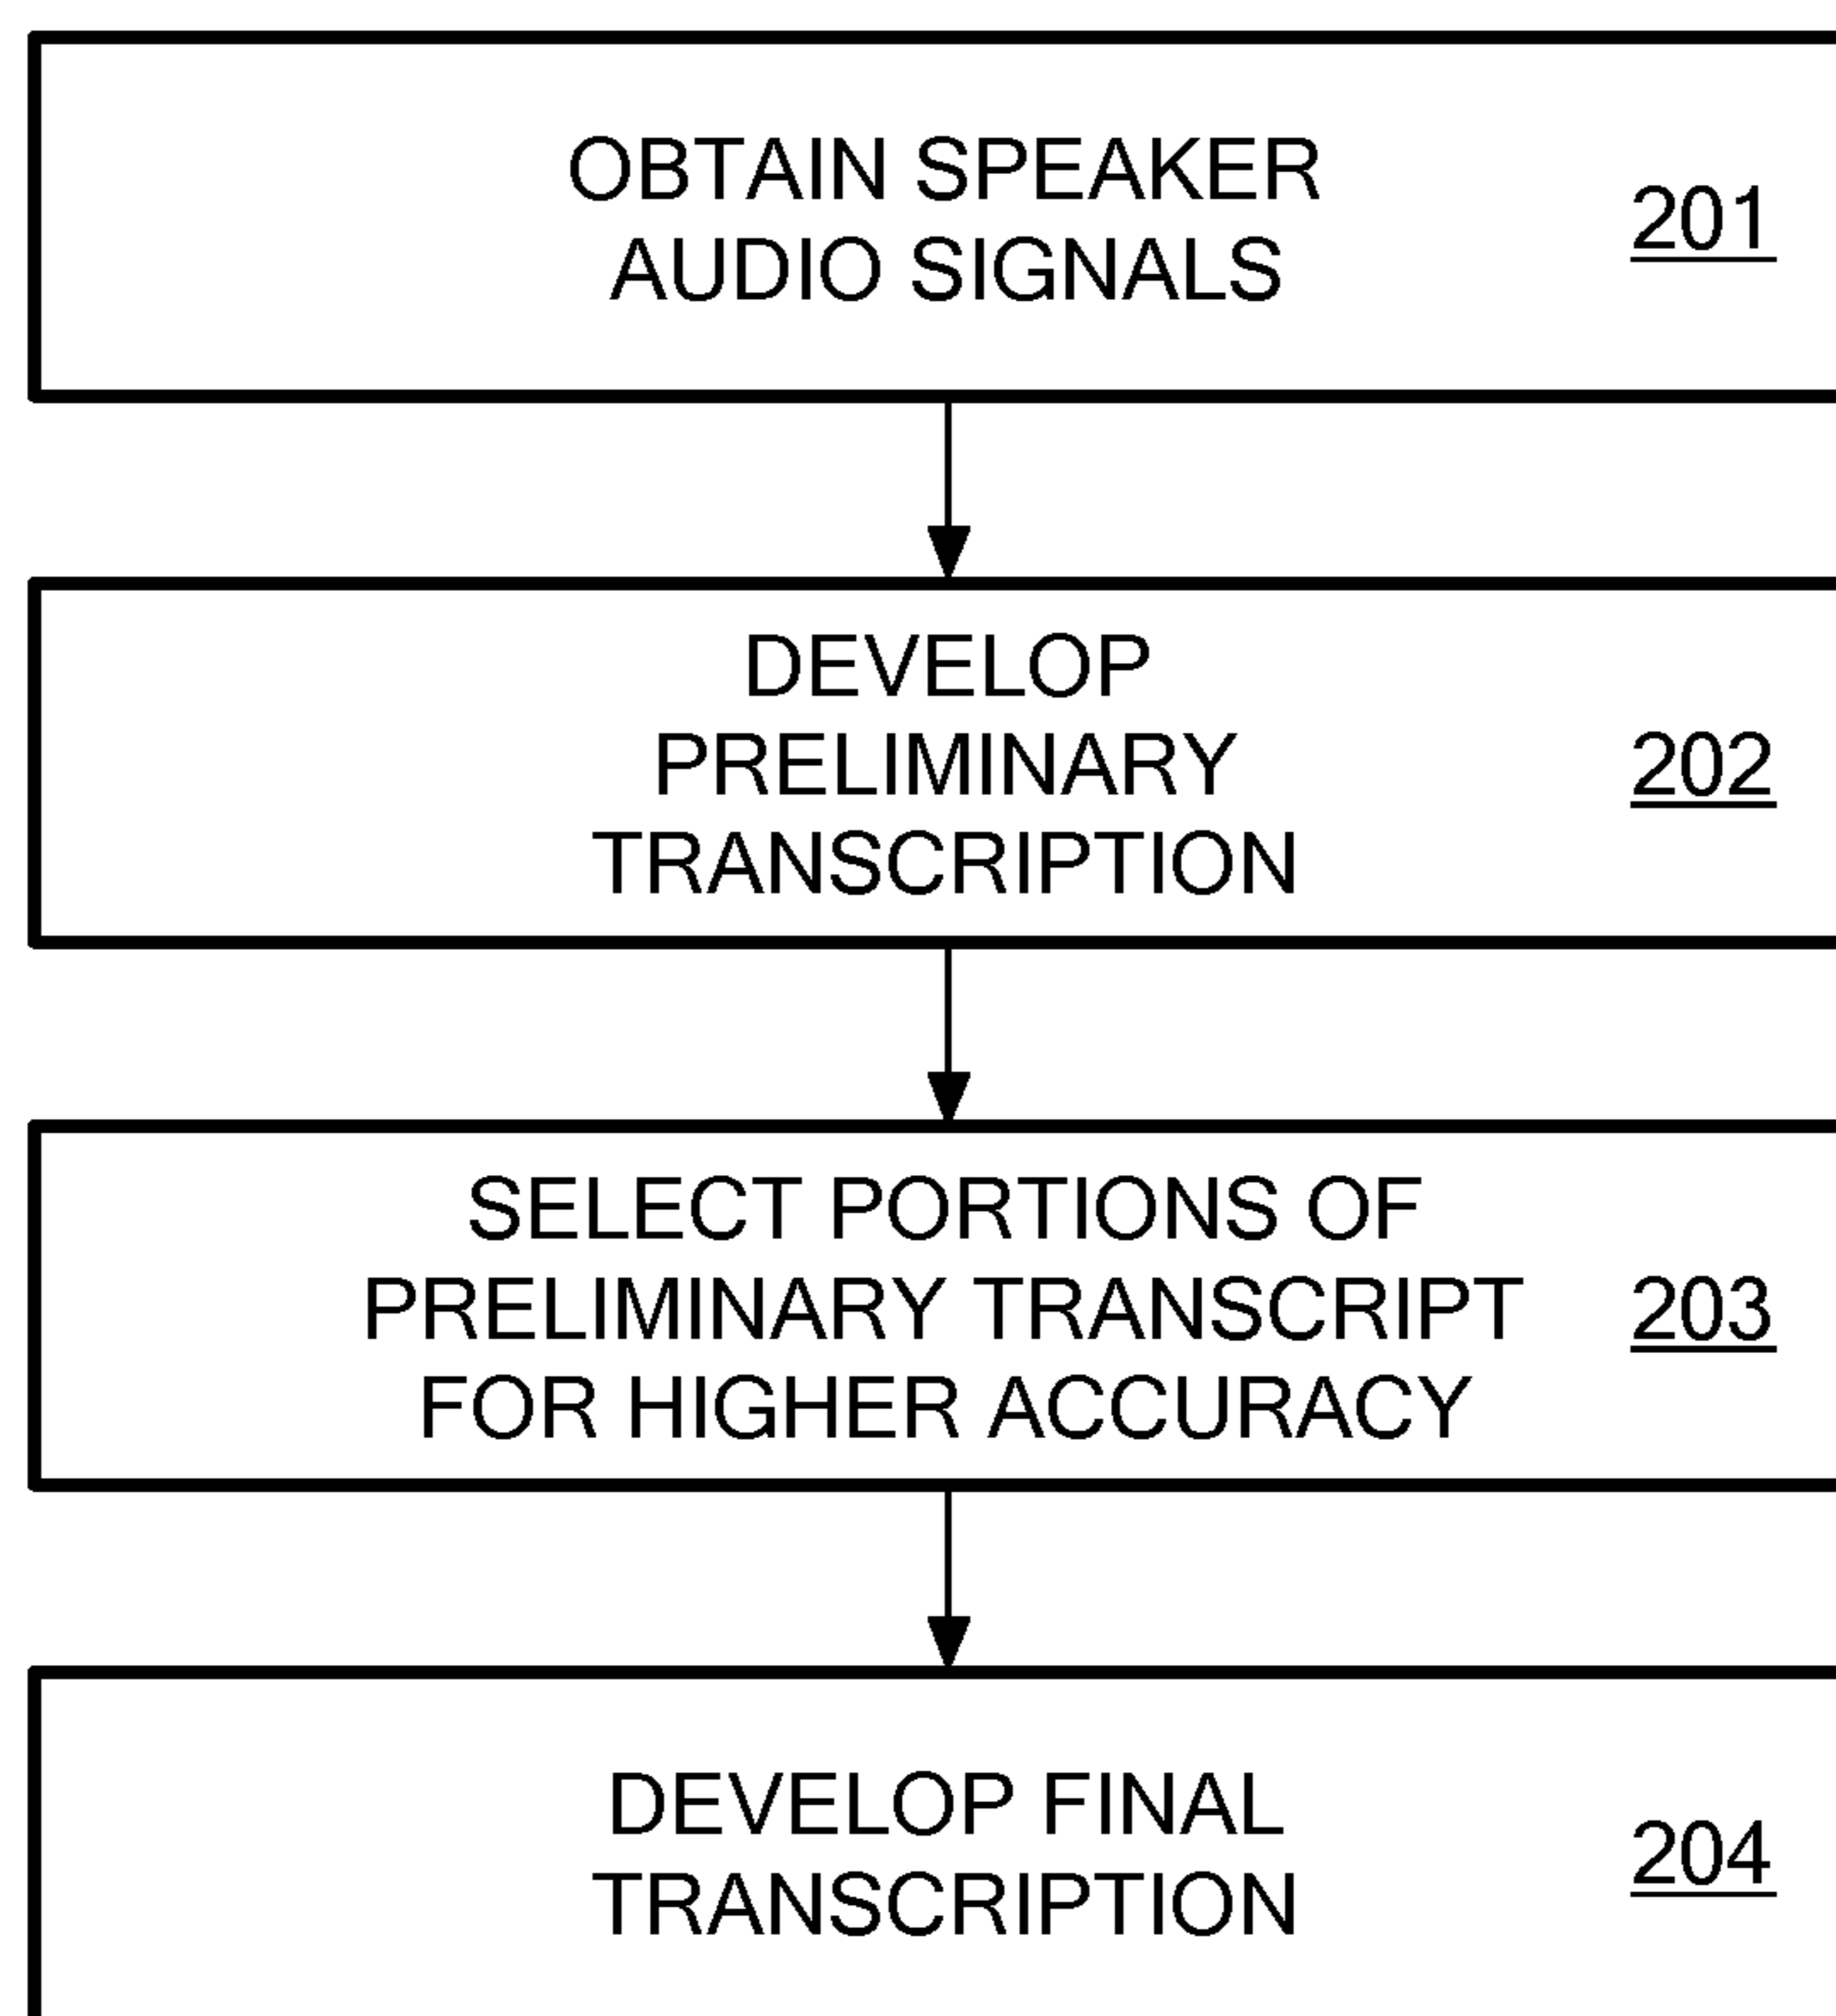 OBTAIN SPEAKER
AUDIO SIGNALS
201
DEVELOP
PRELIMINARY
TRANSCRIPTION
202
SELECT PORTIONS OF
PRELIMINARY TRANSCRIPT
FOR HIGHER ACCURACY
203
DEVELOP FINAL
TRANSCRIPTION
204